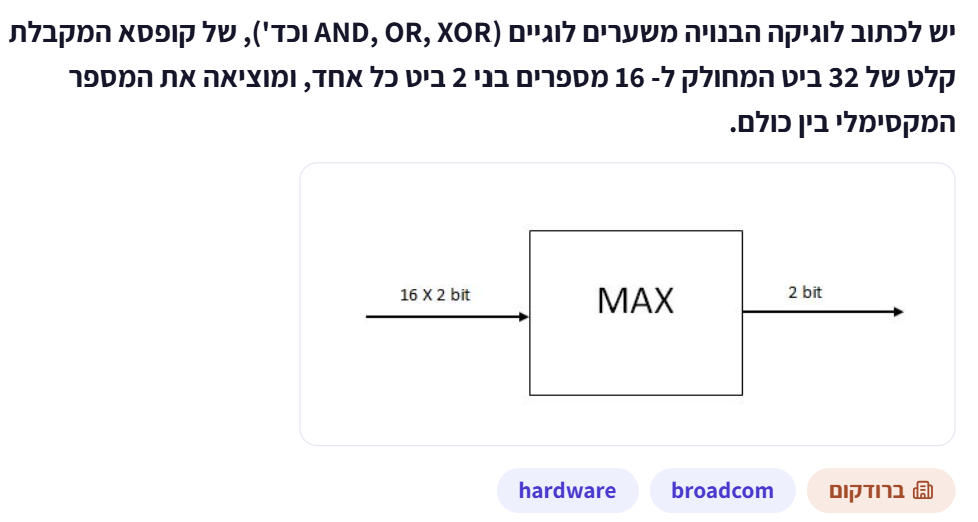 יש לכתוב לוגיקה הבנויה משערים לוגיים (AND, OR, XOR וכד'), של קופסא המקבלת
קלט של 32 ביט המחולק ל- 16 מספרים בני 2 ביט כל אחד, ומוציאה את המספר
המקסימלי בין כולם.
16 X 2 bit
MAX
2 bit
ברודקום
broadcom
hardware